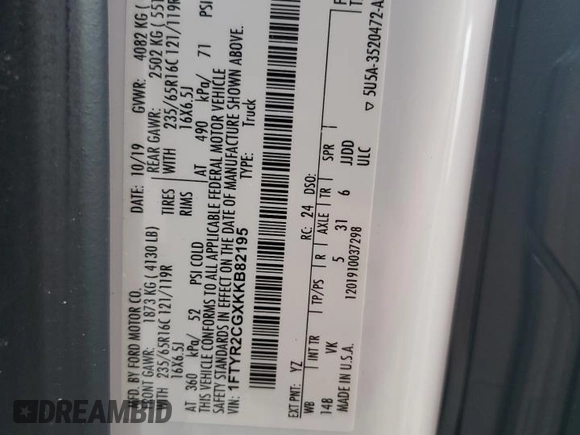 MFD. BY FORD MOTOR CO.
DATE: 10/19 GVWR: 4082 KG (
FRONT GAWR: 1873 KG ( 4130 LB) REAR GAWR: 2502 KG ( 551
WITH 235/65R16C 121/119R TIRES WITH 235/65R16C 121/119R
16X6.5J RIMS 16X6.5J
AT 360 kPa/ 52 PSI COLD AT 490 kPa/ 71 PSI
THIS VEHICLE CONFORMS TO ALL APPLICABLE FEDERAL MOTOR VEHICLE
SAFETY STANDARDS IN EFFECT ON THE DATE OF MANUFACTURE SHOWN ABOVE.
VIN: 1FTYR2CGXKKB82195
TYPE: Truck
EXT PNT: YZ RC: 24 DSO:
WB INT TR TP/PS R AXLE TR SPR
148 VK 5 31 6 JJDD
MADE IN U.S.A. ULC
1201910037298
▽ 5U5A-3520472-A
DREAMBID